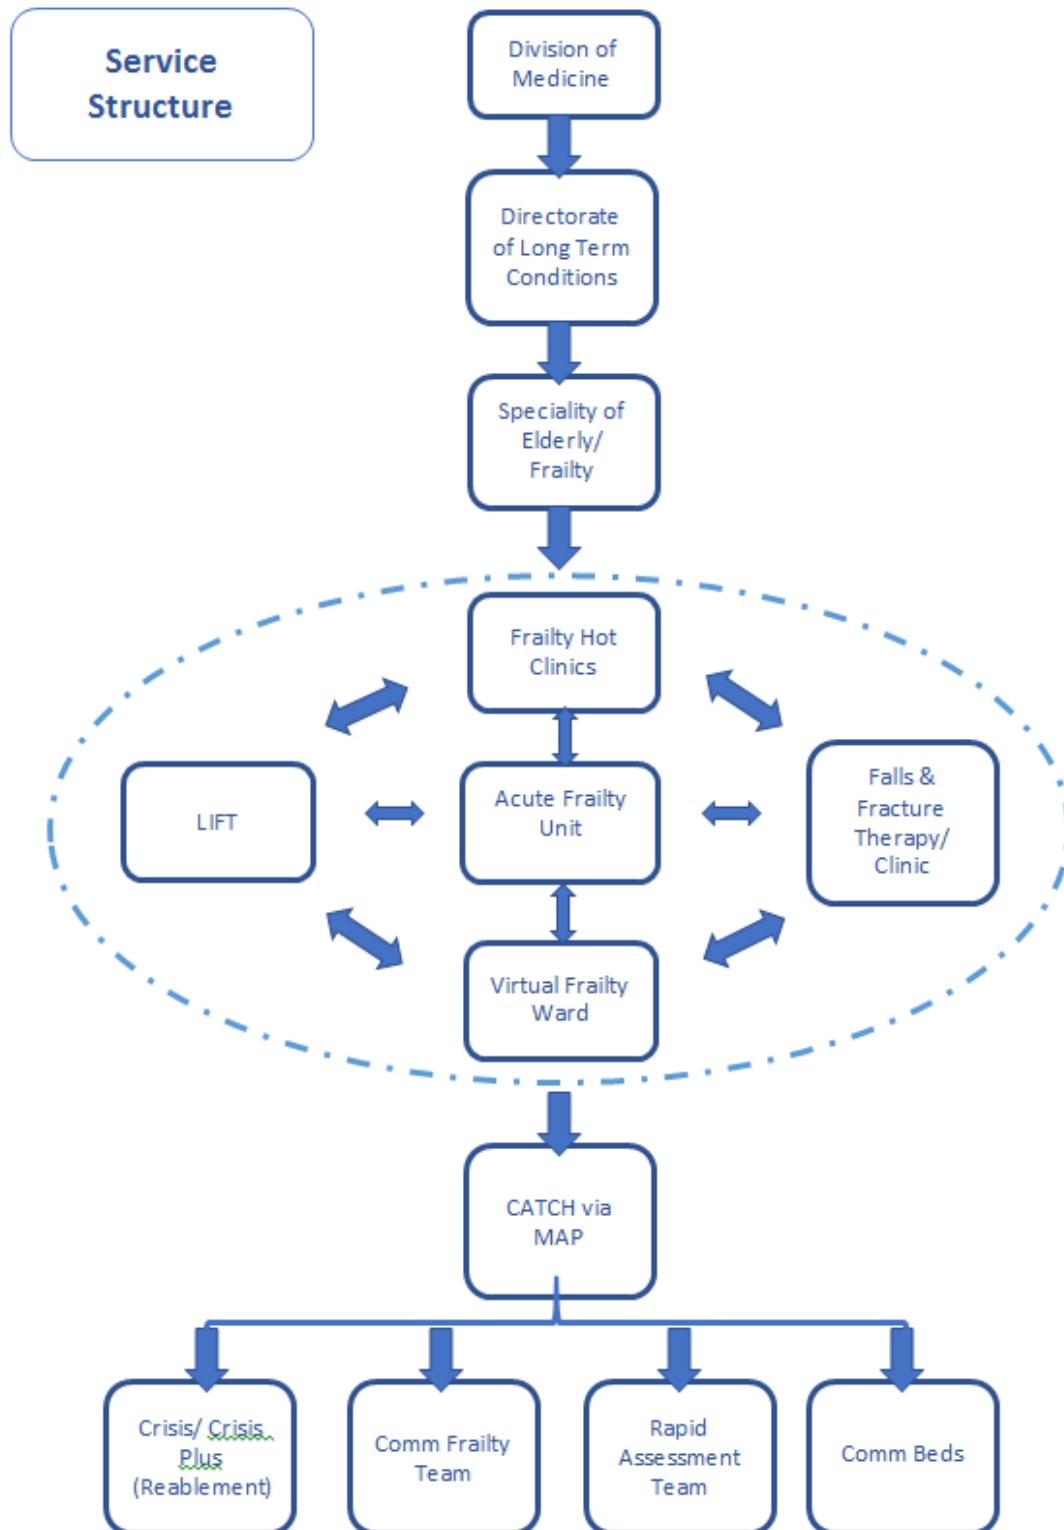 Service
Structure
Division of
Medicine
Directorate
of Long Term
Conditions
Speciality of
Elderly/
Frailty
Frailty Hot
Clinics
LIFT
Acute Frailty
Unit
Falls &
Fracture
Therapy/
Clinic
Virtual Frailty
Ward
CATCH via
MAP
Crisis/ Crisis
Plus
(Reablement)
Comm Frailty
Team
Rapid
Assessment
Team
Comm Beds